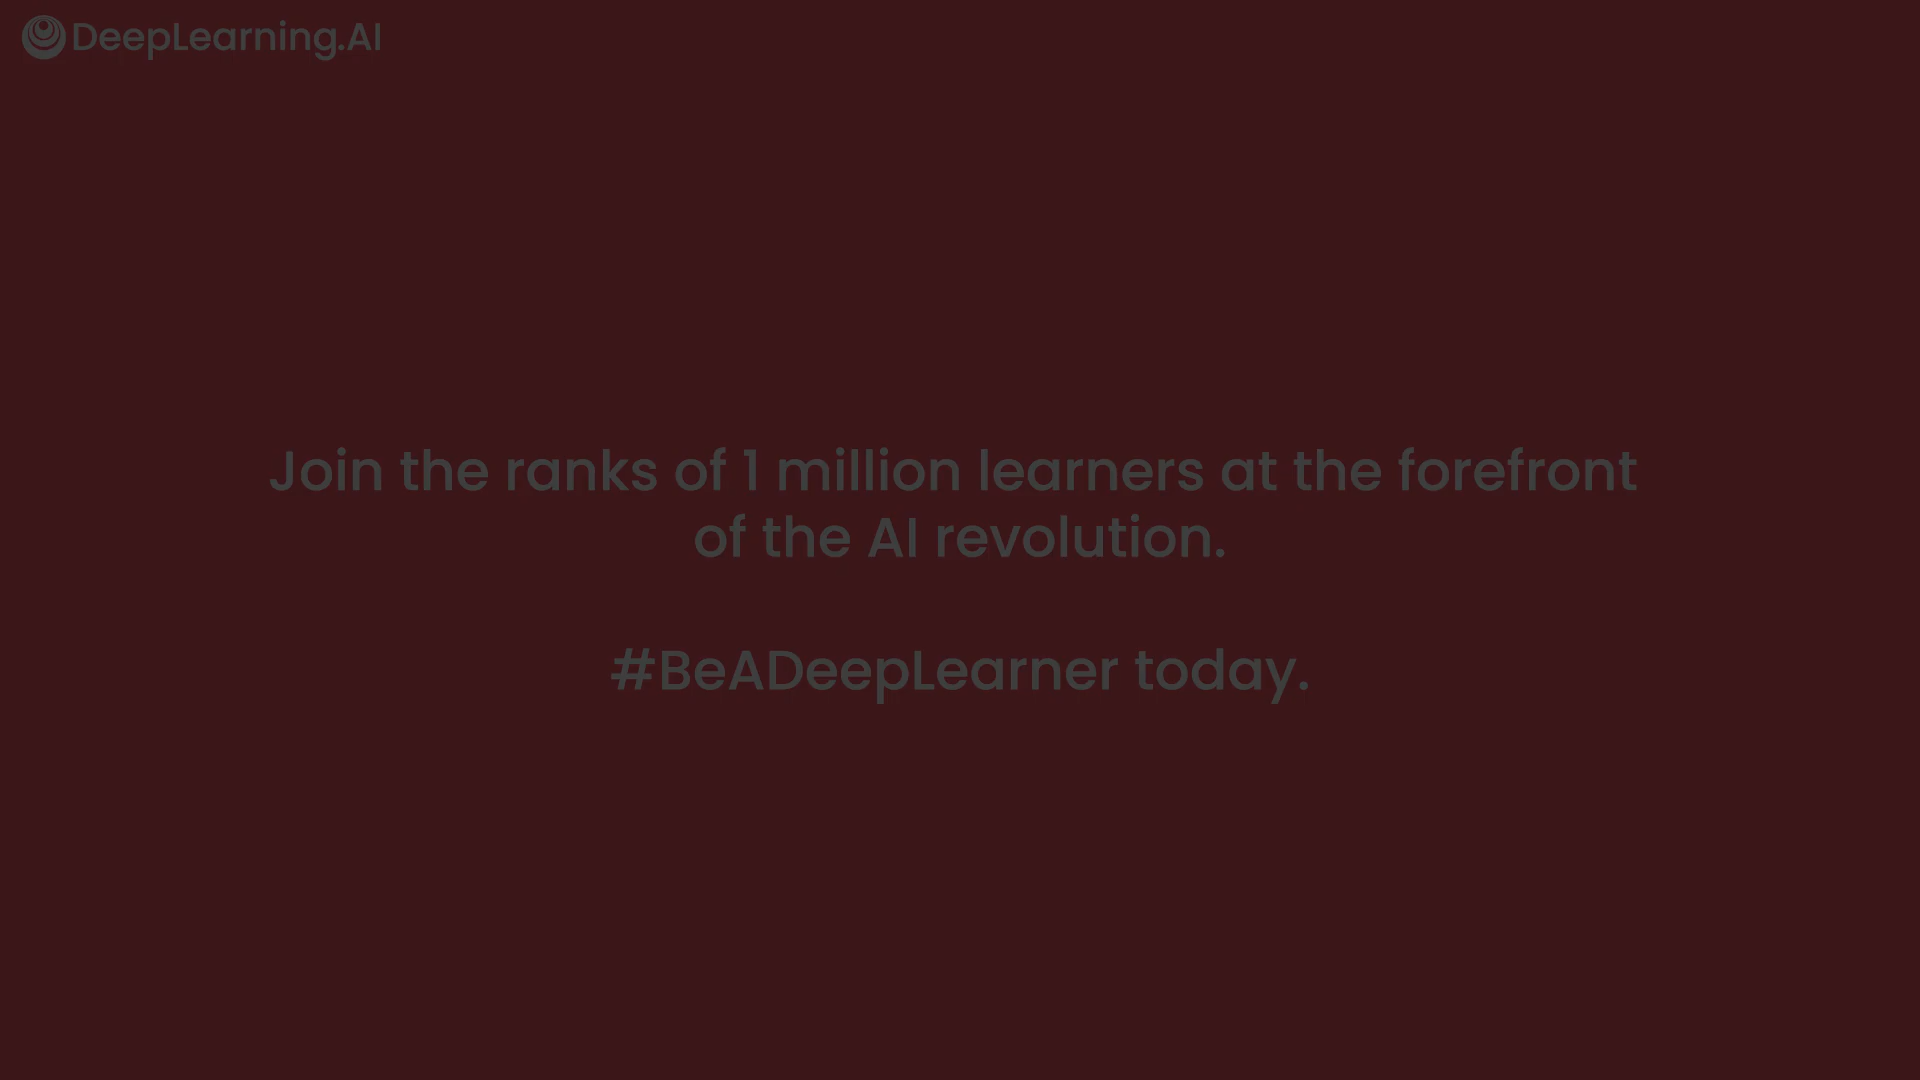 DeepLearning.AI
Join the ranks of 1 million learners at the forefront
of the AI revolution.
#BeADeepLearner today.